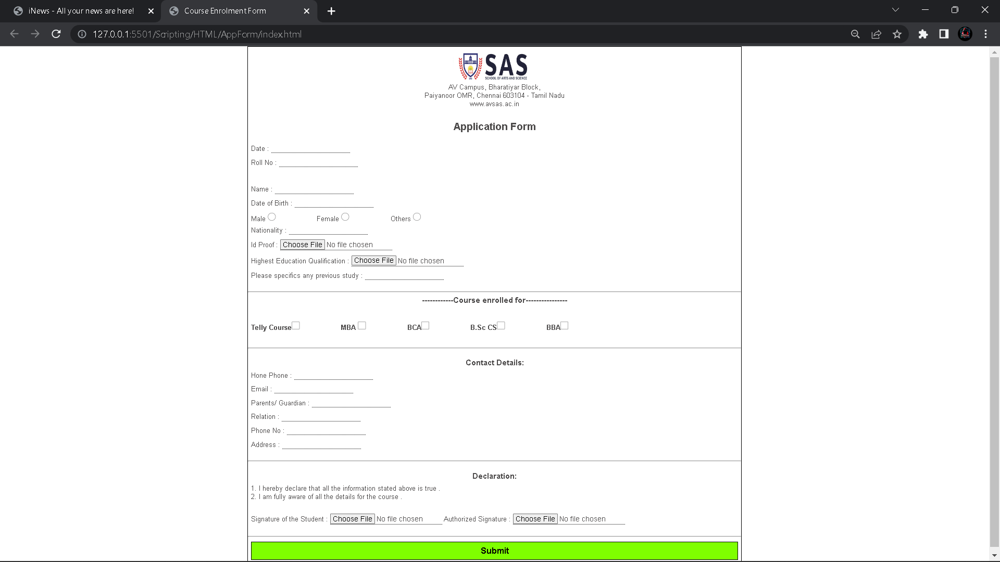 iNews - All your news are here!
Course Enrolment Form
127.0.0.1:5501/Scripting/HTML/AppForm/index.html
SAS
SCHOOL OF ARTS AND SCIENCE
SAS
AV Campus, Bharatiyar Block,
Paiyanoor OMR, Chennai 603104 - Tamil Nadu
www.avsas.ac.in
Application Form
Date :
Roll No :
Name :
Date of Birth :
Male Female Others
Nationality :
Id Proof : Choose File No file chosen
Highest Education Qualification : Choose File No file chosen
Please specifics any previous study :
------------Course enrolled for----------------
Telly Course MBA BCA B.Sc CS BBA
Contact Details:
Hone Phone :
Email :
Parents/ Guardian :
Relation :
Phone No :
Address :
Declaration:
1. I hereby declare that all the information stated above is true .
2. I am fully aware of all the details for the course .
Signature of the Student : Choose File No file chosen Authorized Signature : Choose File No file chosen
Submit